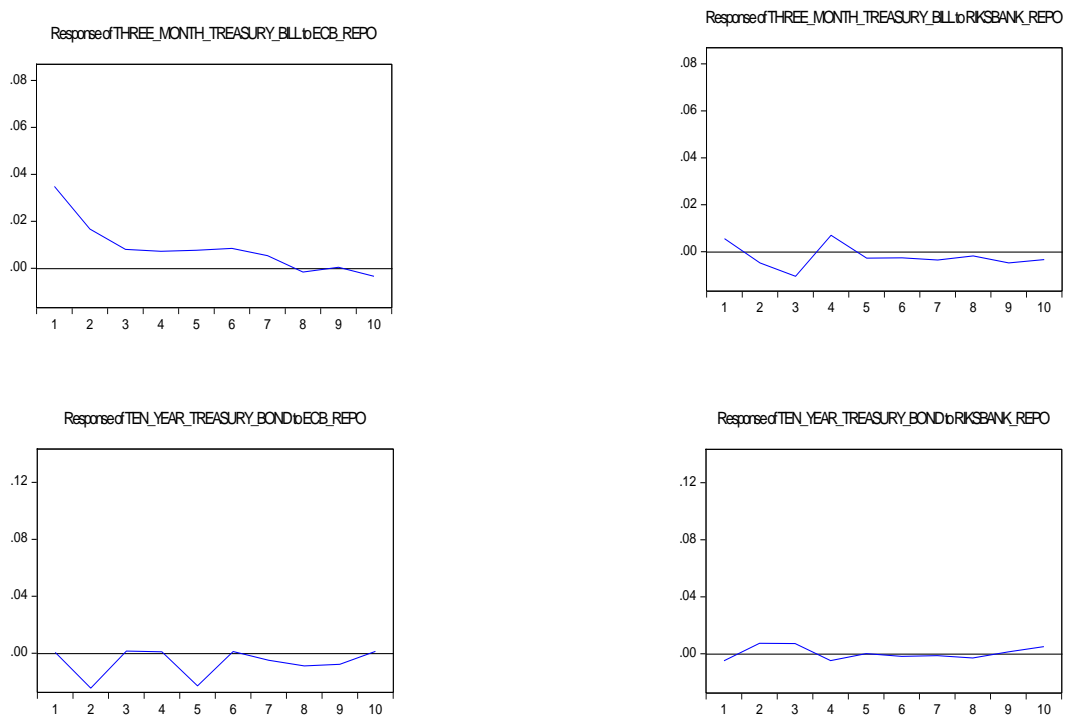 Response of THREE_MONTH_TREASURY_BILL to ECB_REPO
.08
.06
.04
.02
.00
1 2 3 4 5 6 7 8 9 10
Response of THREE_MONTH_TREASURY_BILL to RIKSBANK_REPO
.08
.06
.04
.02
.00
1 2 3 4 5 6 7 8 9 10
Response of TEN_YEAR_TREASURY_BOND to ECB_REPO
.12
.08
.04
.00
1 2 3 4 5 6 7 8 9 10
Response of TEN_YEAR_TREASURY_BOND to RIKSBANK_REPO
.12
.08
.04
.00
1 2 3 4 5 6 7 8 9 10